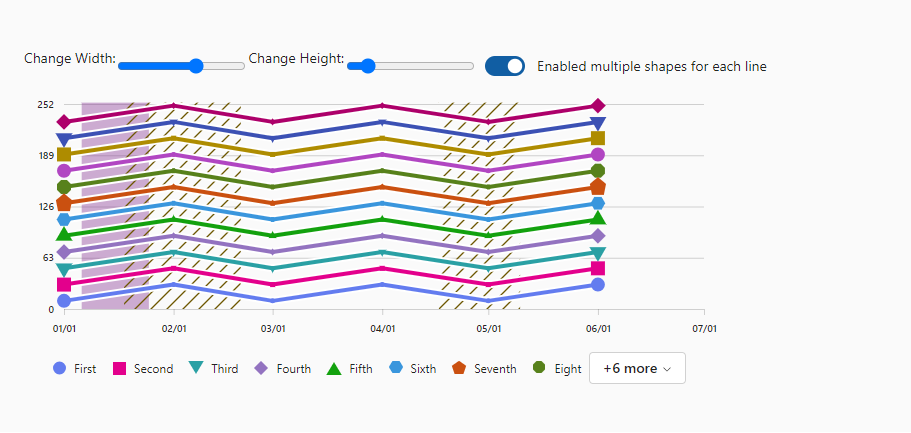 Change Width: Change Height: Enabled multiple shapes for each line
252
189
126
63
0
01/01 02/01 03/01 04/01 05/01 06/01 07/01
First Second Third Fourth Fifth Sixth Seventh Eight +6 more